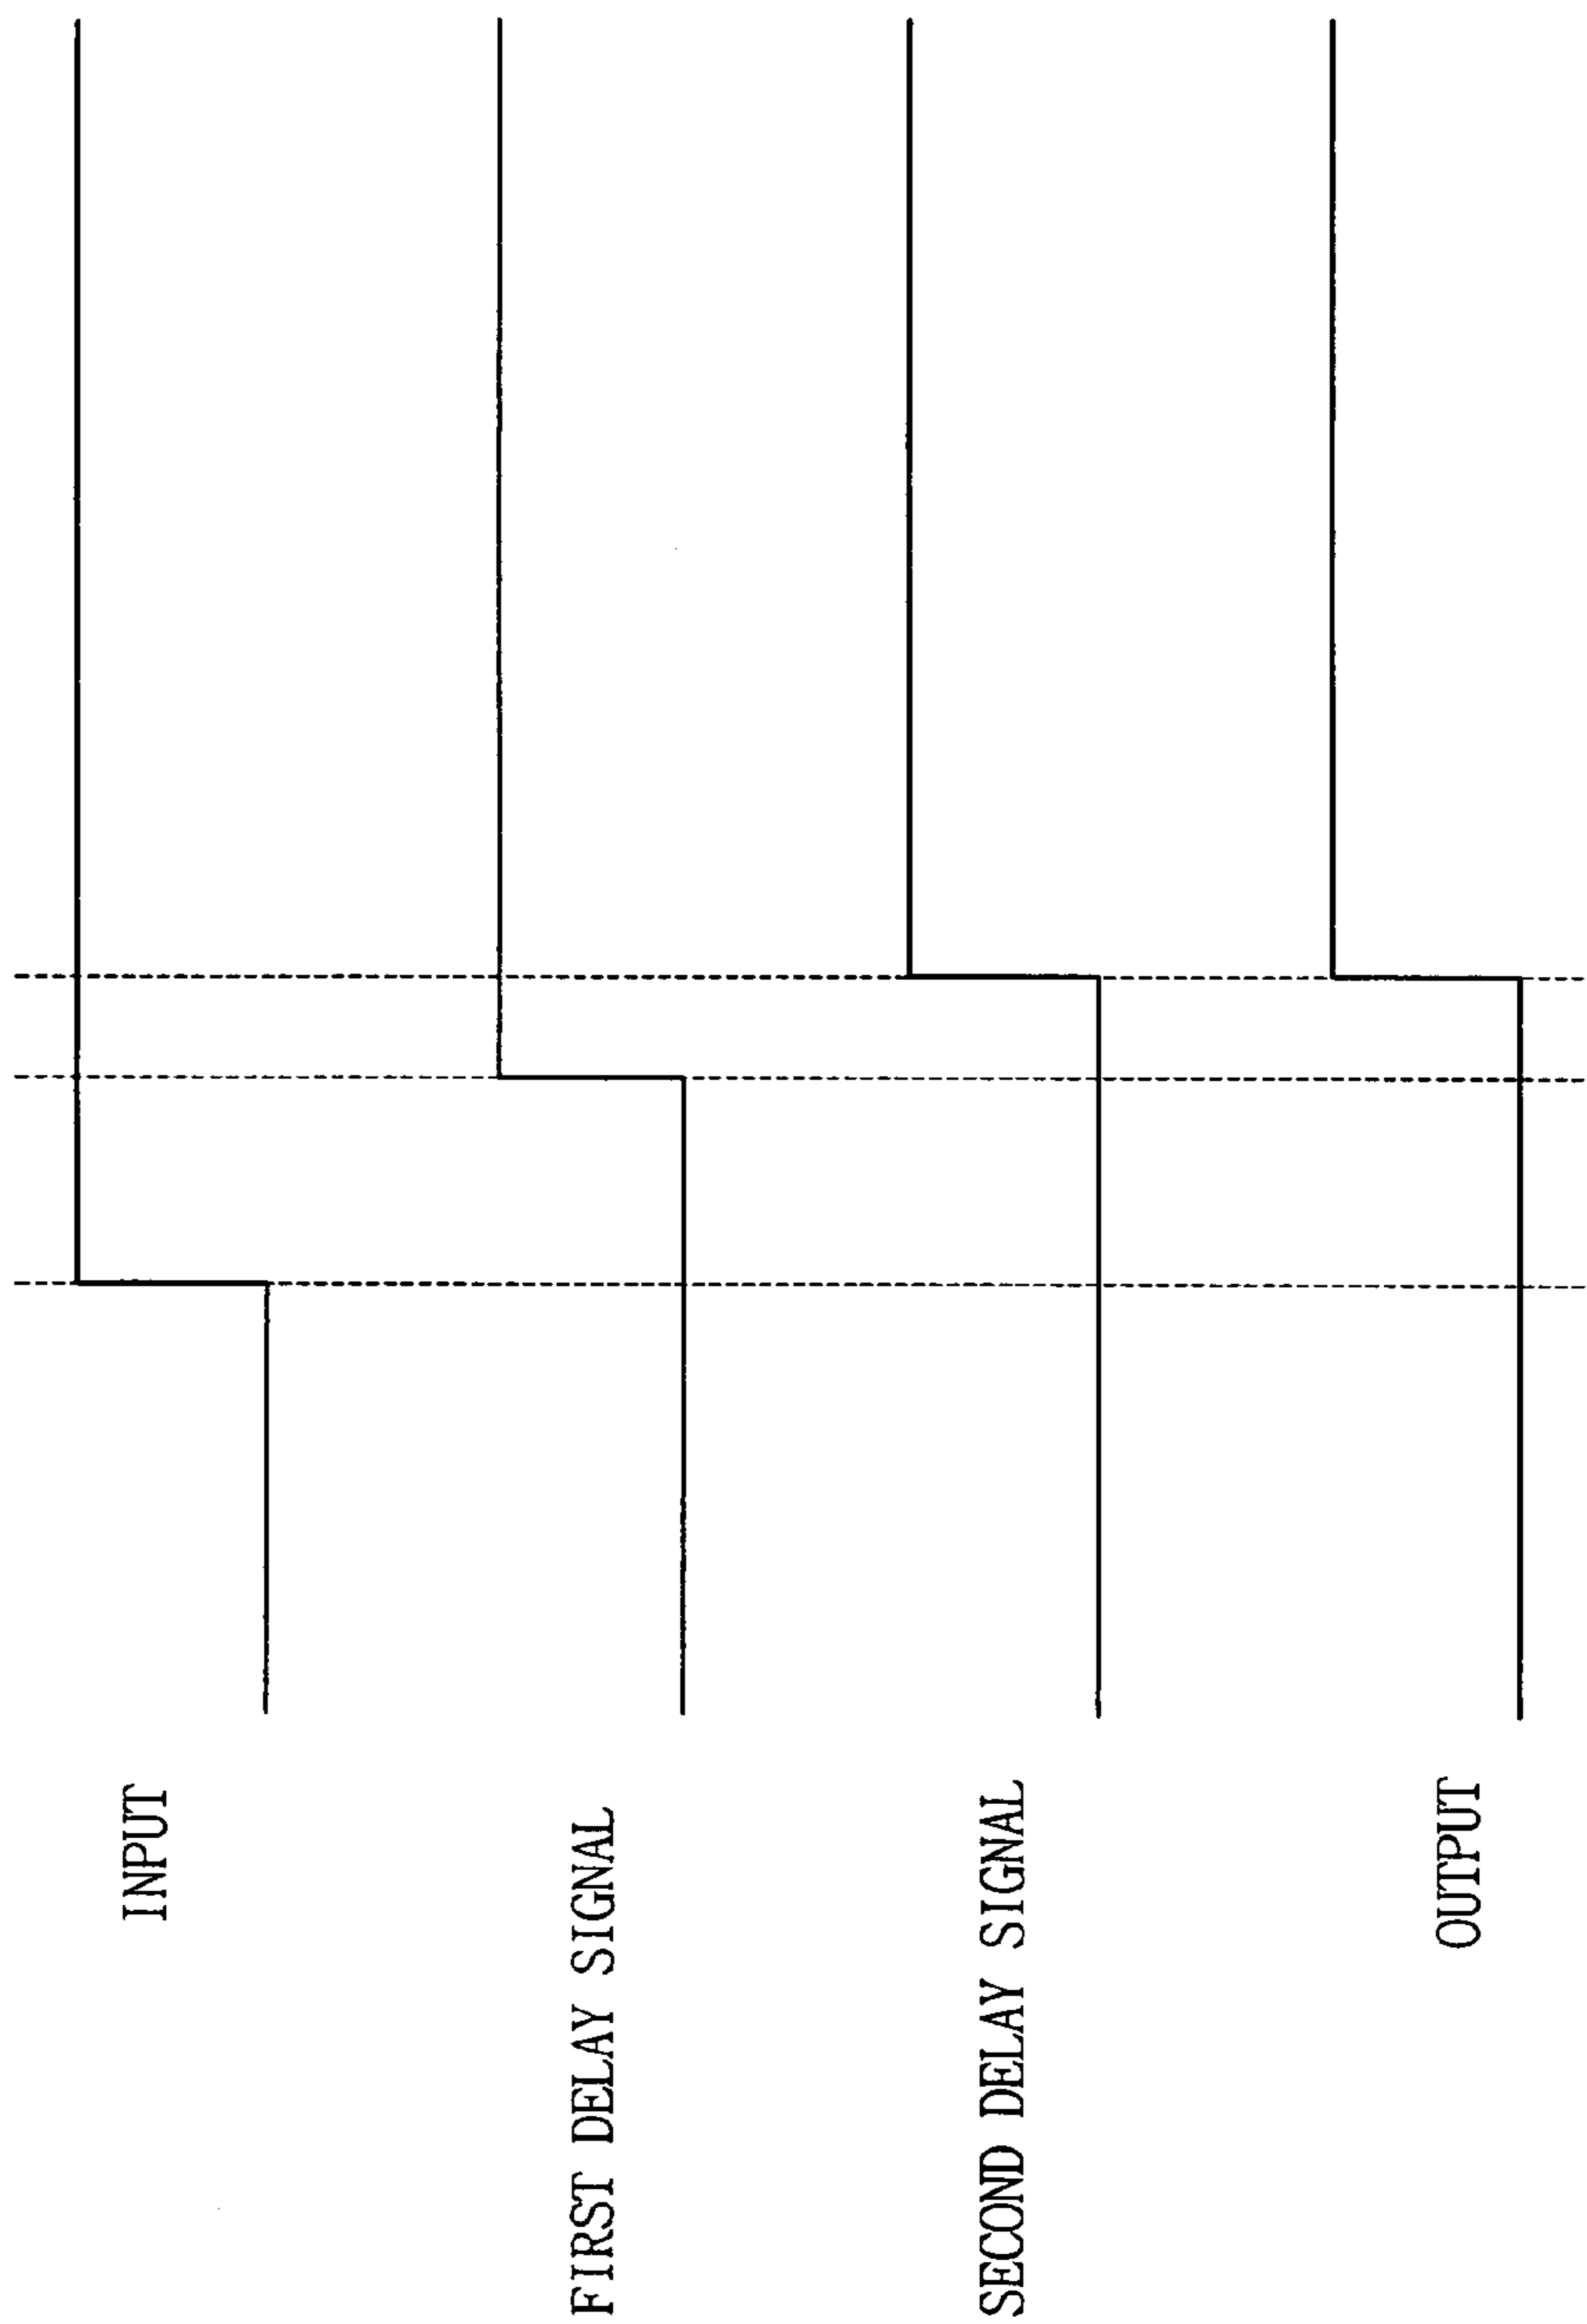 INPUT
FIRST DELAY SIGNAL
SECOND DELAY SIGNAL
OUTPUT